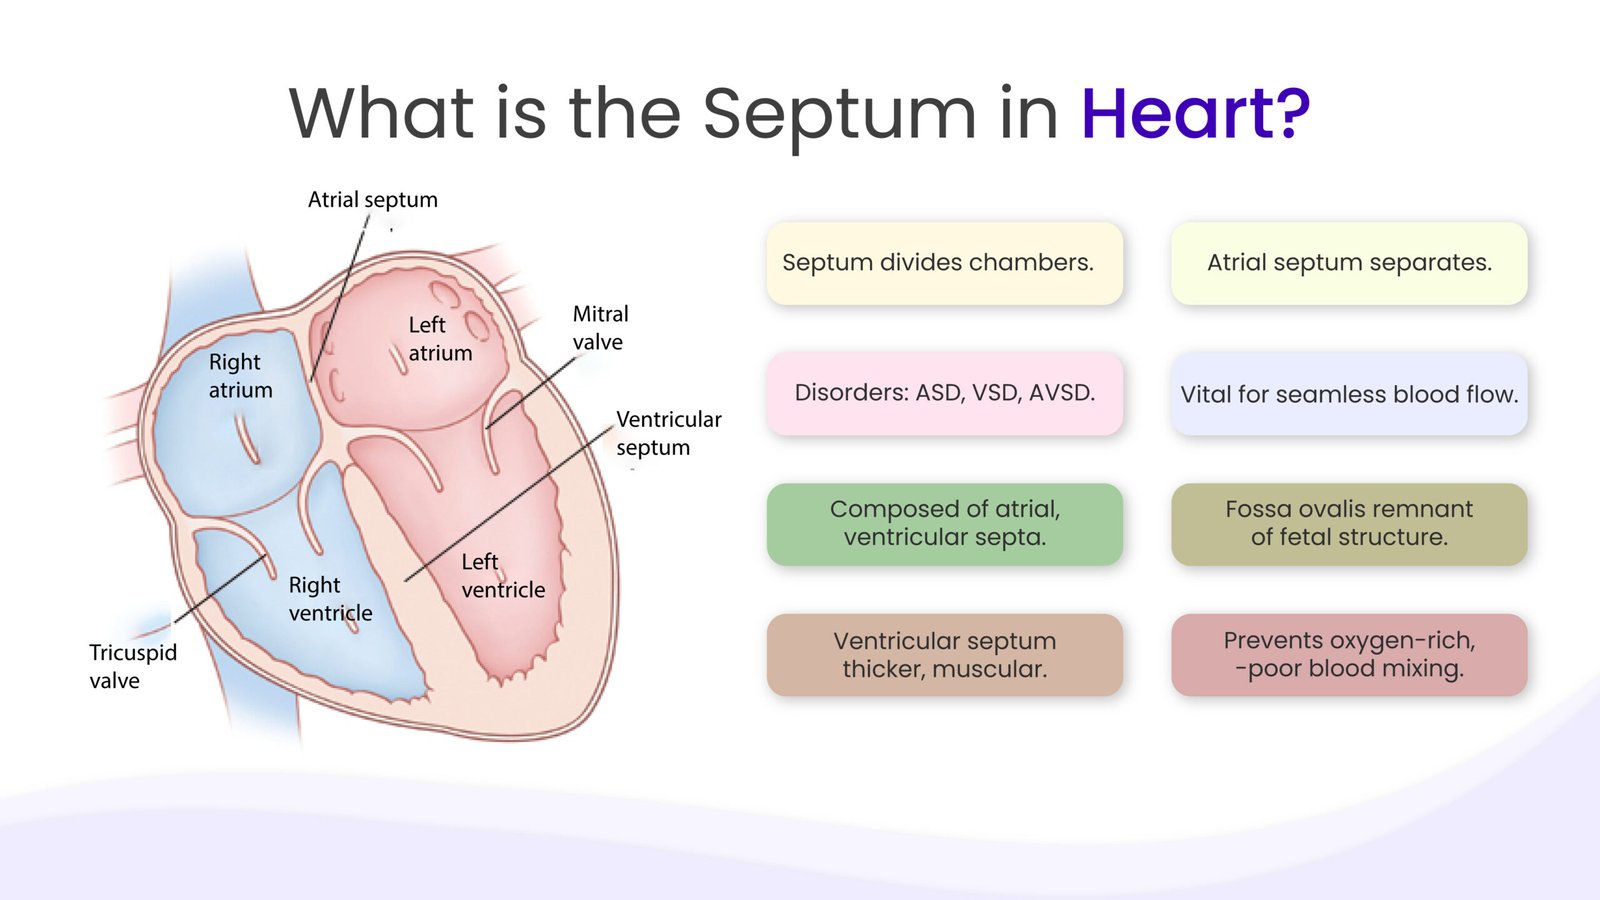 What is the Septum in Heart?
Atrial septum
Left
atrium
Mitral
valve
Right
atrium
Ventricular
septum
Left
ventricle
Right
ventricle
Tricuspid
valve
Septum divides chambers.
Atrial septum separates.
Disorders: ASD, VSD, AVSD.
Vital for seamless blood flow.
Composed of atrial,
ventricular septa.
Fossa ovalis remnant
of fetal structure.
Ventricular septum
thicker, muscular.
Prevents oxygen-rich,
-poor blood mixing.